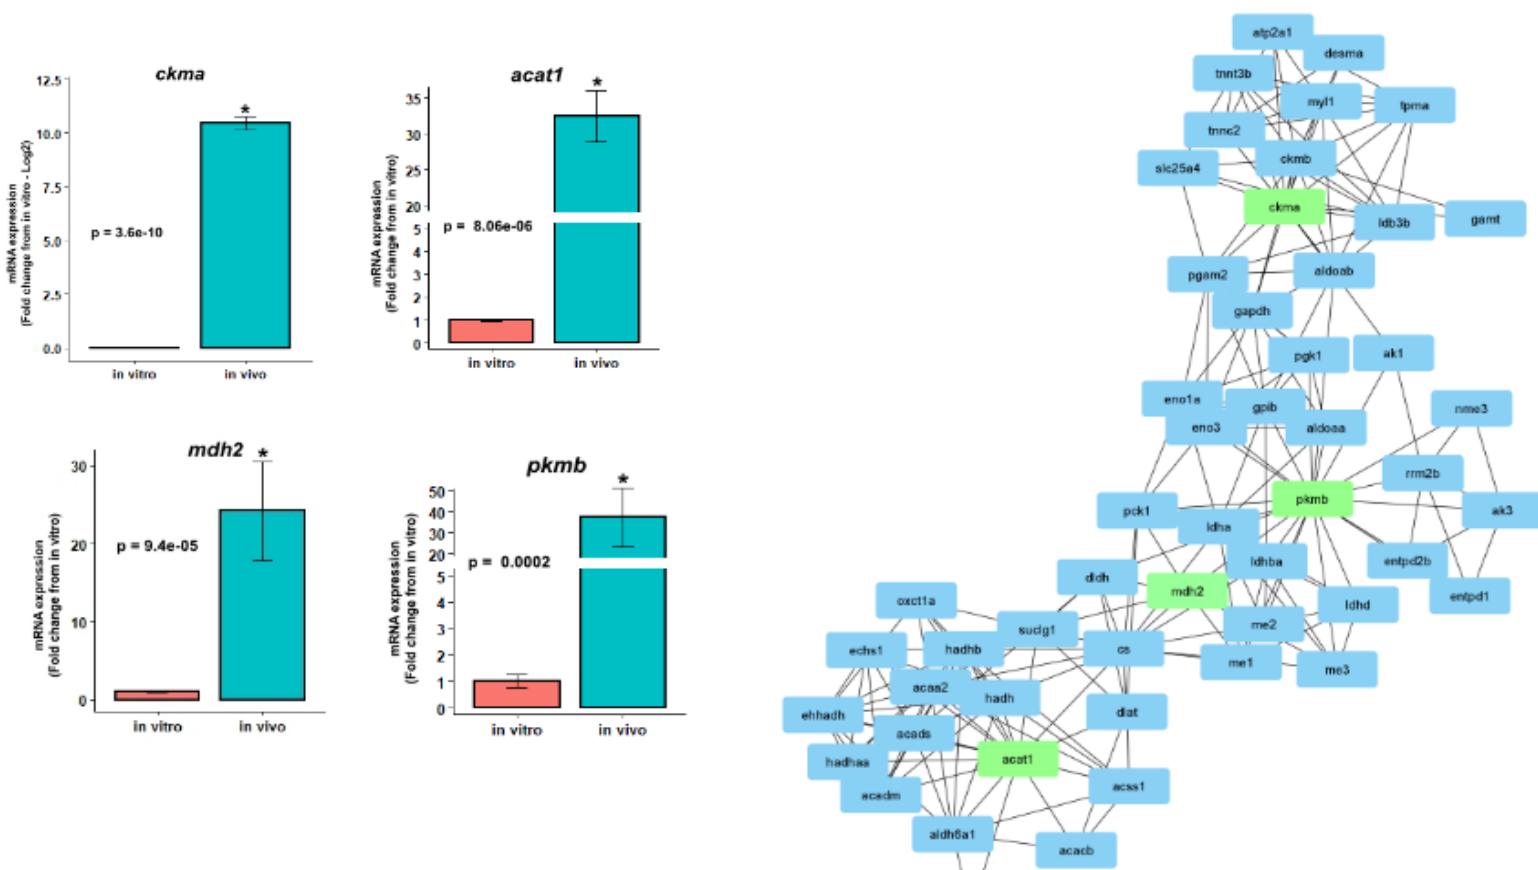 ckma
12.5
10.0
7.5
5.0
2.5
0.0
mRNA expression
(Fold change from in vitro - Log2)
*
p = 3.6e-10
in vitro
in vivo
acat1
35
30
25
20
5
4
3
2
1
0
mRNA expression
(Fold change from in vitro)
*
p = 8.06e-06
in vitro
in vivo
mdh2
30
20
10
0
mRNA expression
(Fold change from in vitro)
*
p = 9.4e-05
in vitro
in vivo
pkmb
50
40
30
20
5
4
3
2
1
0
mRNA expression
(Fold change from in vitro)
*
p = 0.0002
in vitro
in vivo
atp2a1
desma
tnnt3b
myl1
tpma
tnnc2
ckmb
slc25a4
ckma
ldb3b
gamt
pgam2
aldoab
gapdh
pgk1
ak1
eno1a
gpib
nme3
eno3
aldoaa
rrm2b
pkmb
pck1
ak3
ldha
ldhba
entpd2b
dldh
mdh2
entpd1
oxct1a
ldhd
suclg1
me2
echs1
hadhb
cs
me1
me3
acaa2
hadh
ehhadh
dlat
acads
hadhaa
acat1
acadm
acss1
aldh6a1
acacb